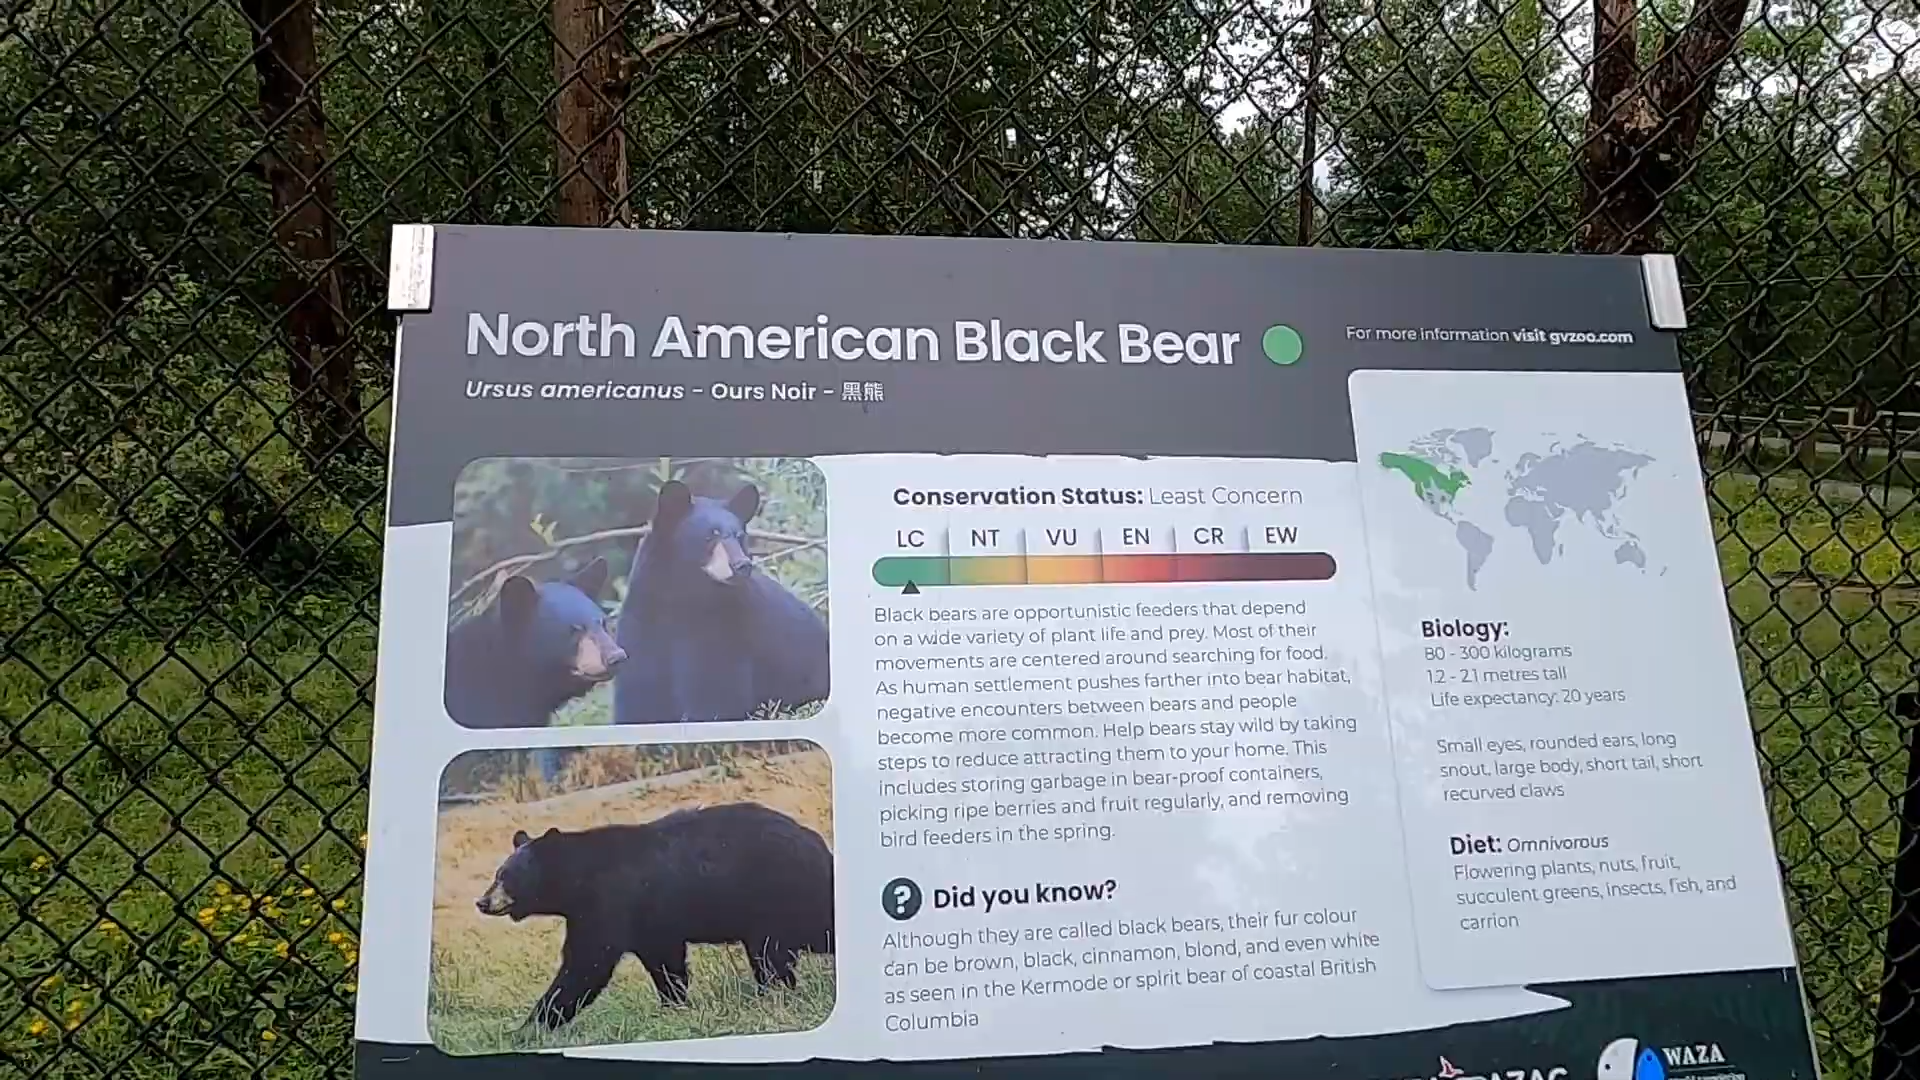 North American Black Bear
For more information visit gvzoo.com
Ursus americanus - Ours Noir - 黑熊
Conservation Status: Least Concern
LC NT VU EN CR EW
Black bears are opportunistic feeders that depend
on a wide variety of plant life and prey. Most of their
movements are centered around searching for food.
As human settlement pushes farther into bear habitat,
negative encounters between bears and people
become more common. Help bears stay wild by taking
steps to reduce attracting them to your home. This
includes storing garbage in bear-proof containers,
picking ripe berries and fruit regularly, and removing
bird feeders in the spring.
Did you know?
Although they are called black bears, their fur colour
can be brown, black, cinnamon, blond, and even white
as seen in the Kermode or spirit bear of coastal British
Columbia
Biology:
80 - 300 kilograms
1.2 - 2.1 metres tall
Life expectancy: 20 years
Small eyes, rounded ears, long
snout, large body, short tail, short
recurved claws
Diet: Omnivorous
Flowering plants, nuts, fruit,
succulent greens, insects, fish, and
carrion
WAZA